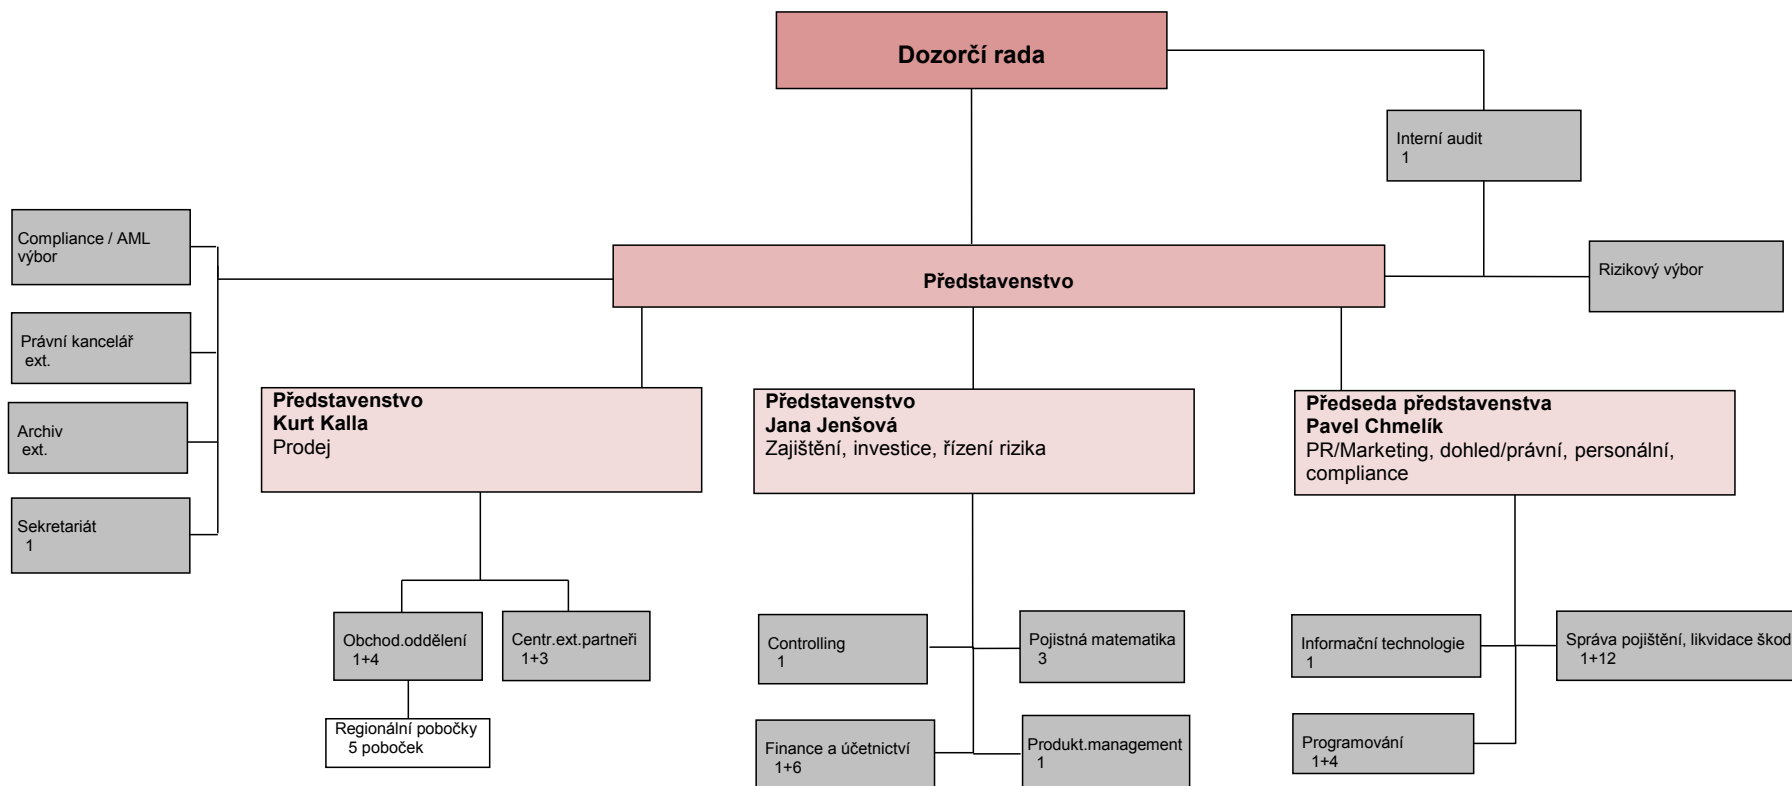 Dozorčí rada
Interní audit
1
Compliance / AML
výbor
Představenstvo
Rizikový výbor
Právní kancelář
ext.
Archiv
ext.
Sekretariát
1
Představenstvo
Kurt Kalla
Prodej
Představenstvo
Jana Jenšová
Zajištění, investice, řízení rizika
Předseda představenstva
Pavel Chmelík
PR/Marketing, dohled/právní, personální,
compliance
Obchod.oddělení
1+4
Centr.ext.partneři
1+3
Regionální pobočky
5 poboček
Controlling
1
Pojistná matematika
3
Finance a účetnictví
1+6
Produkt.management
1
Informační technologie
1
Správa pojištění, likvidace škod
1+12
Programování
1+4